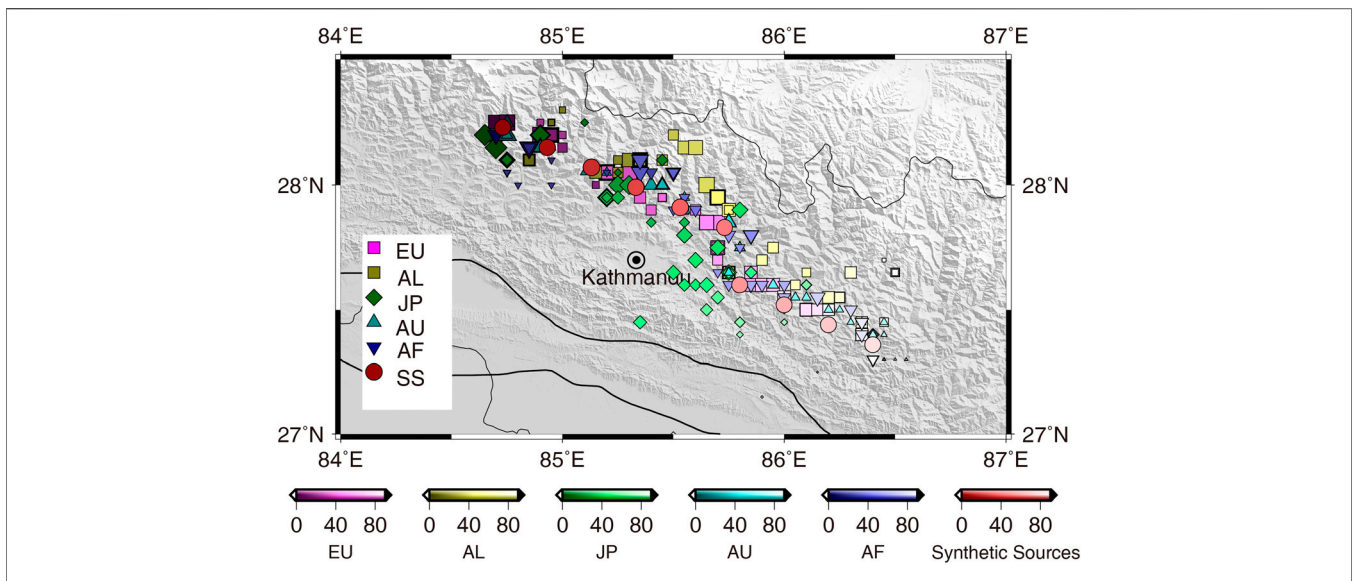 84˚E 85˚E 86˚E 87˚E
28˚N 28˚N
EU
AL
Kathmandu
JP
AU
AF
SS
27˚N 27˚N
84˚E 85˚E 86˚E 87˚E
0 40 80 0 40 80 0 40 80 0 40 80 0 40 80 0 40 80
EU AL JP AU AF Synthetic Sources